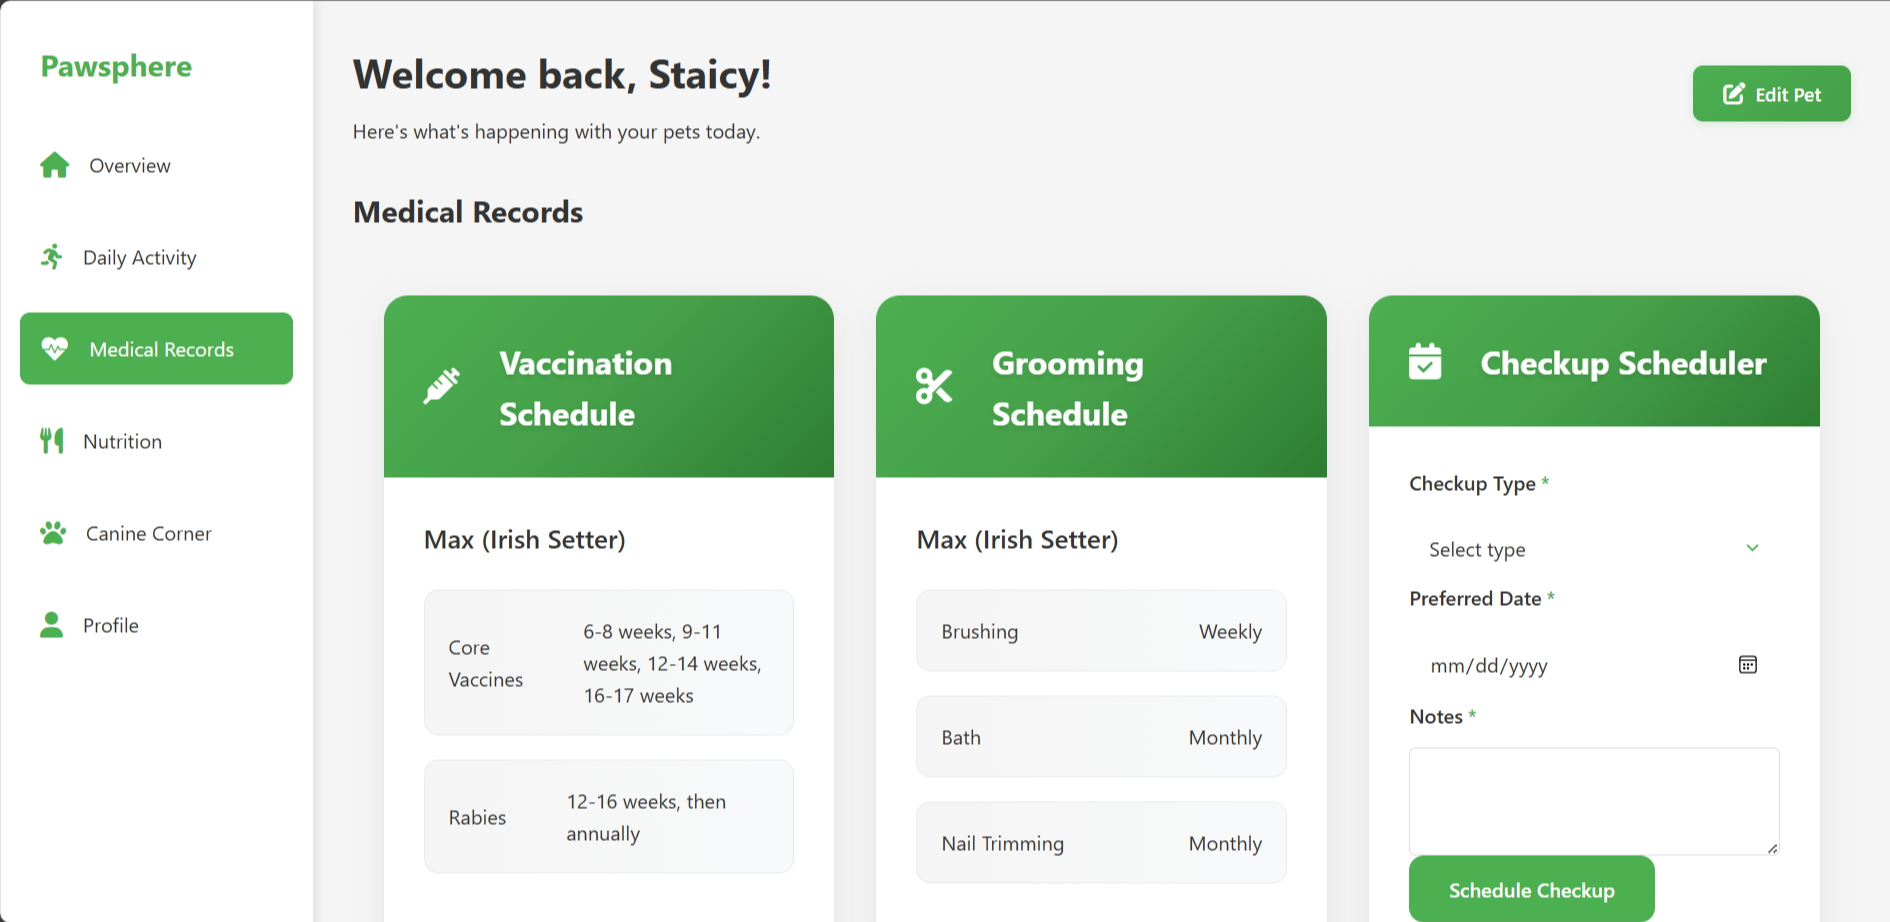 Pawsphere
Overview
Daily Activity
Medical Records
Nutrition
Canine Corner
Profile
Welcome back, Staicy!
Here's what's happening with your pets today.
Edit Pet
Medical Records
Vaccination
Schedule
Max (Irish Setter)
Core
Vaccines
6-8 weeks, 9-11
weeks, 12-14 weeks,
16-17 weeks
Rabies
12-16 weeks, then
annually
Grooming
Schedule
Max (Irish Setter)
Brushing Weekly
Bath Monthly
Nail Trimming Monthly
Checkup Scheduler
Checkup Type *
Select type
Preferred Date *
mm/dd/yyyy
Notes *
Schedule Checkup